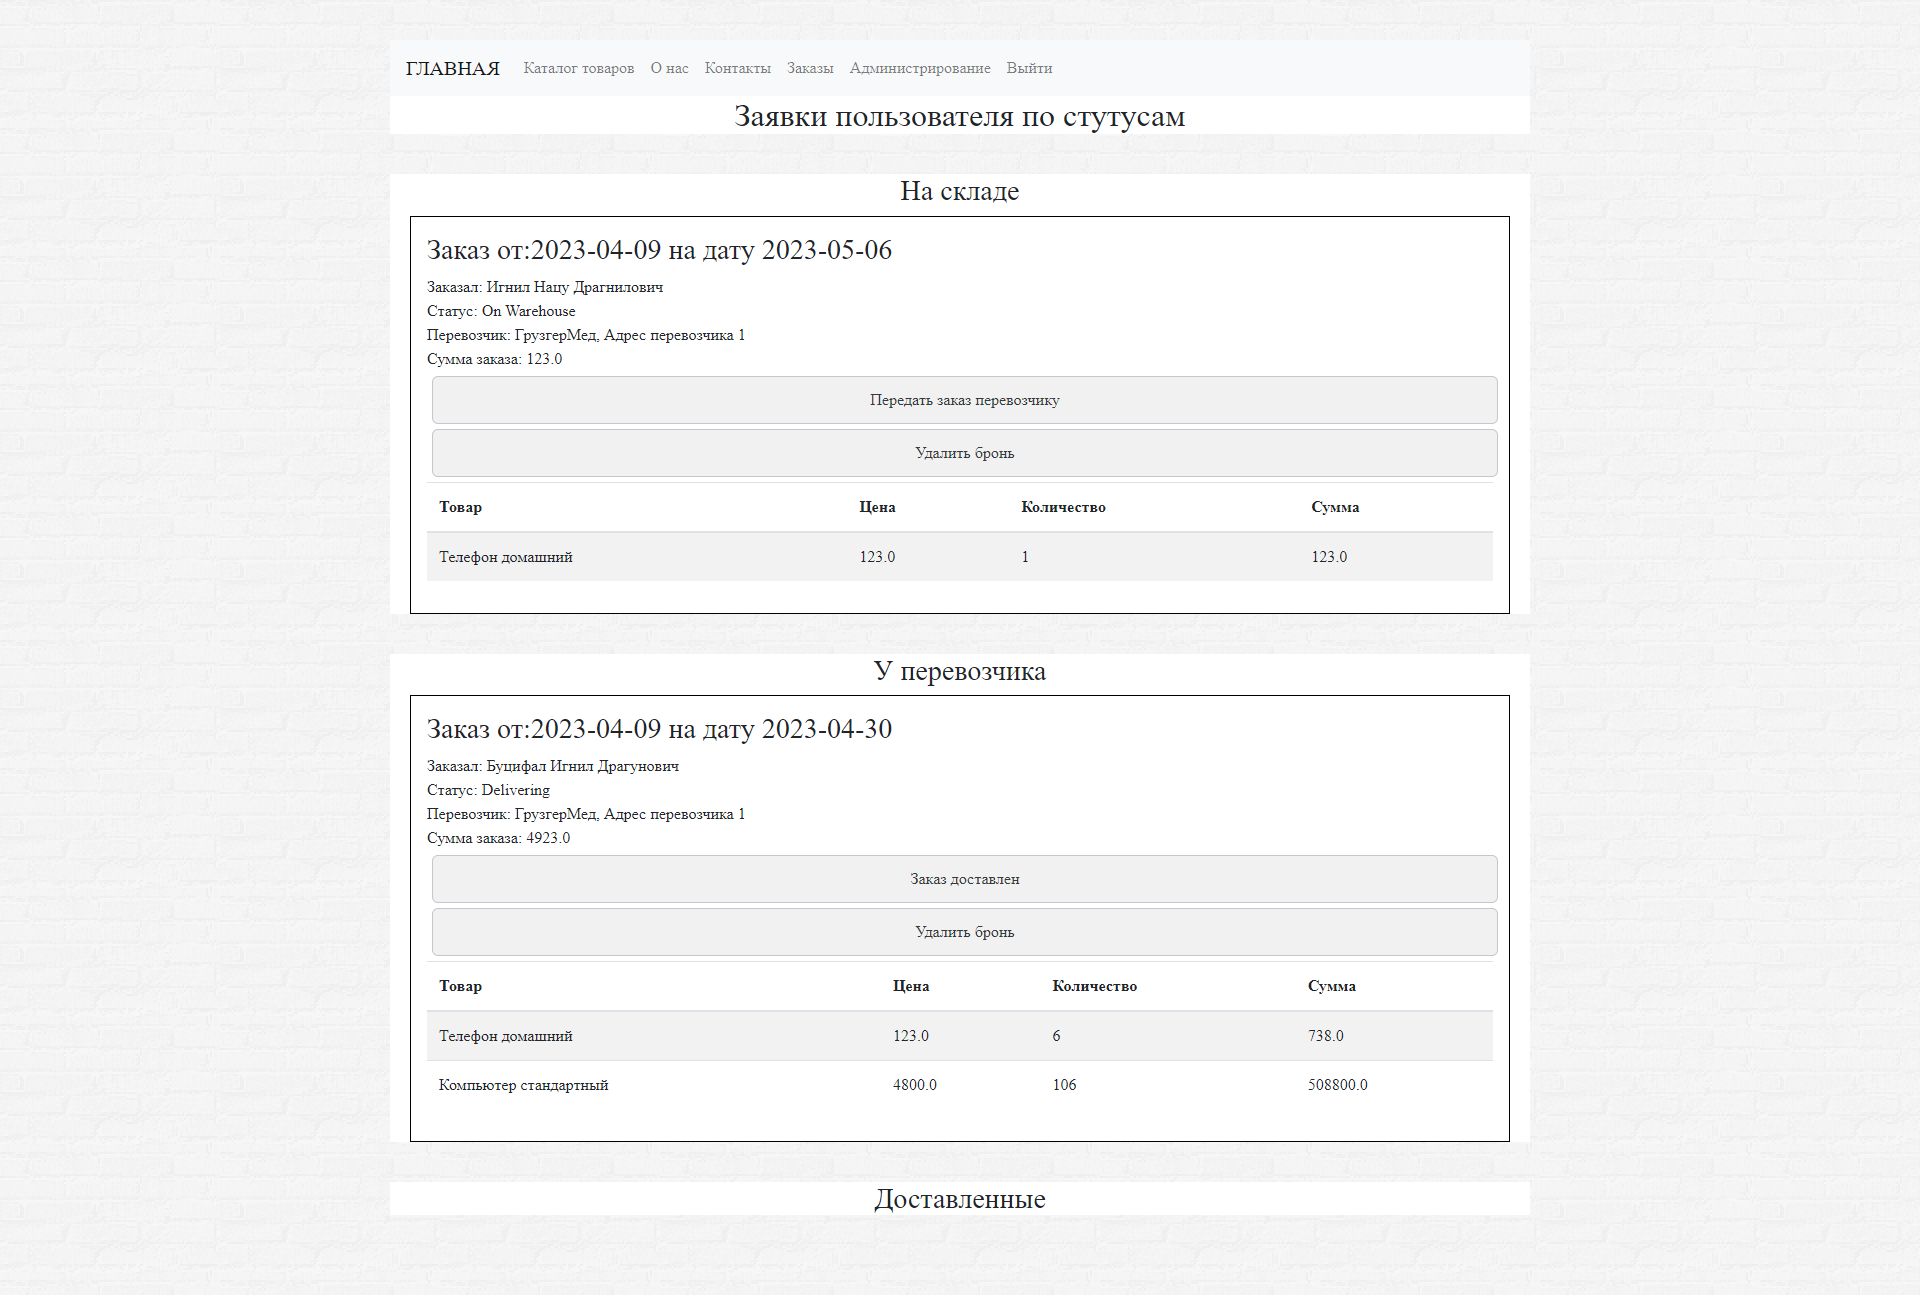 ГЛАВНАЯ Каталог товаров О нас Контакты Заказы Администрирование Выйти
Заявки пользователя по стутусам
На складе
Заказ от:2023-04-09 на дату 2023-05-06
Заказал: Игнил Нацу Драгнилович
Статус: On Warehouse
Перевозчик: ГрузгерМед, Адрес перевозчика 1
Сумма заказа: 123.0
Передать заказ перевозчику
Удалить бронь
Товар Цена Количество Сумма
Телефон домашний 123.0 1 123.0
У перевозчика
Заказ от:2023-04-09 на дату 2023-04-30
Заказал: Буцифал Игнил Драгунович
Статус: Delivering
Перевозчик: ГрузгерМед, Адрес перевозчика 1
Сумма заказа: 4923.0
Заказ доставлен
Удалить бронь
Товар Цена Количество Сумма
Телефон домашний 123.0 6 738.0
Компьютер стандартный 4800.0 106 508800.0
Доставленные